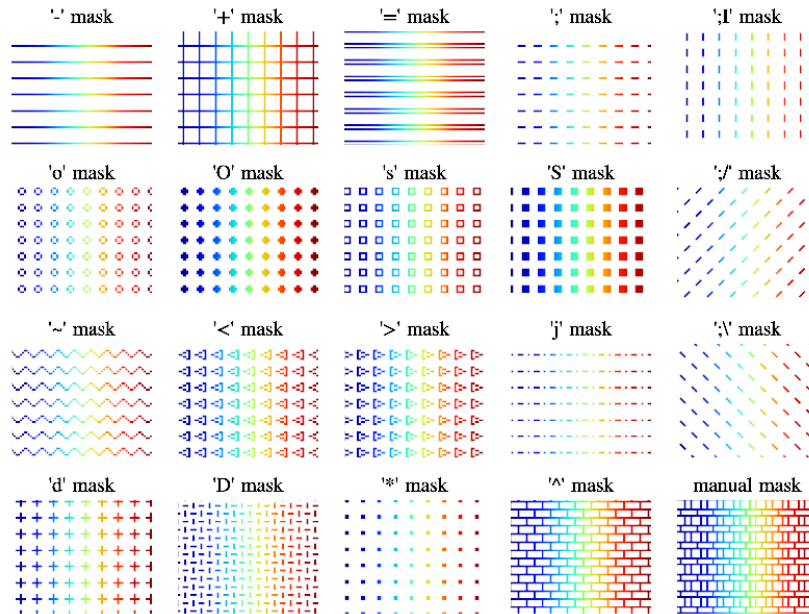 '-' mask
'+' mask
'=' mask
';' mask
';I' mask
'o' mask
'O' mask
's' mask
'S' mask
';/' mask
'~' mask
'<' mask
'>' mask
'j' mask
';\' mask
'd' mask
'D' mask
'*' mask
'^' mask
manual mask